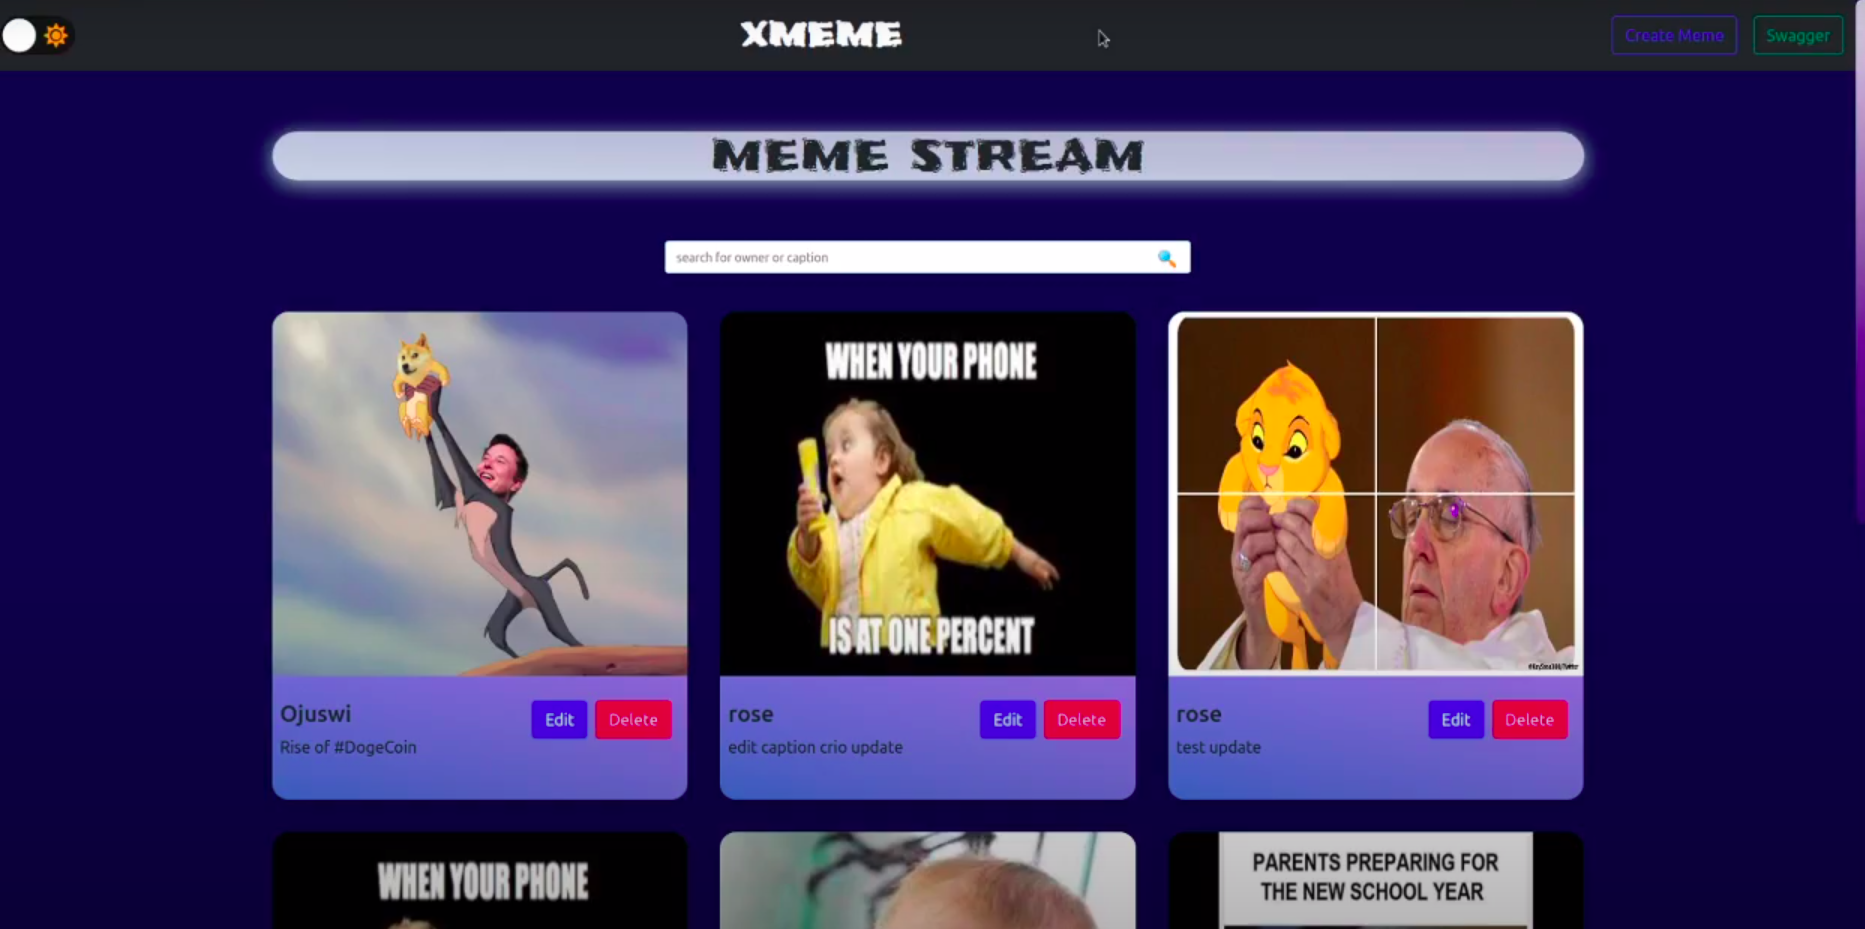 XMEME
Create Meme
Swagger
MEME STREAM
search for owner or caption
WHEN YOUR PHONE
IS AT ONE PERCENT
Ojuswi
Edit
Delete
Rise of #DogeCoin
rose
Edit
Delete
edit caption crio update
rose
Edit
Delete
test update
WHEN YOUR PHONE
PARENTS PREPARING FOR
THE NEW SCHOOL YEAR